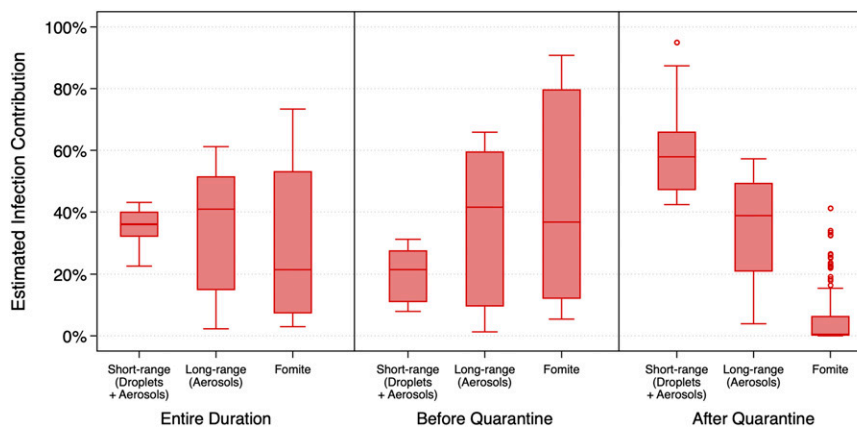 Estimated Infection Contribution
100%
80%
60%
40%
20%
0%
Short-range
(Droplets
+ Aerosols)
Long-range
(Aerosols)
Fomite
Short-range
(Droplets
+ Aerosols)
Long-range
(Aerosols)
Fomite
Short-range
(Droplets
+ Aerosols)
Long-range
(Aerosols)
Fomite
Entire Duration
Before Quarantine
After Quarantine